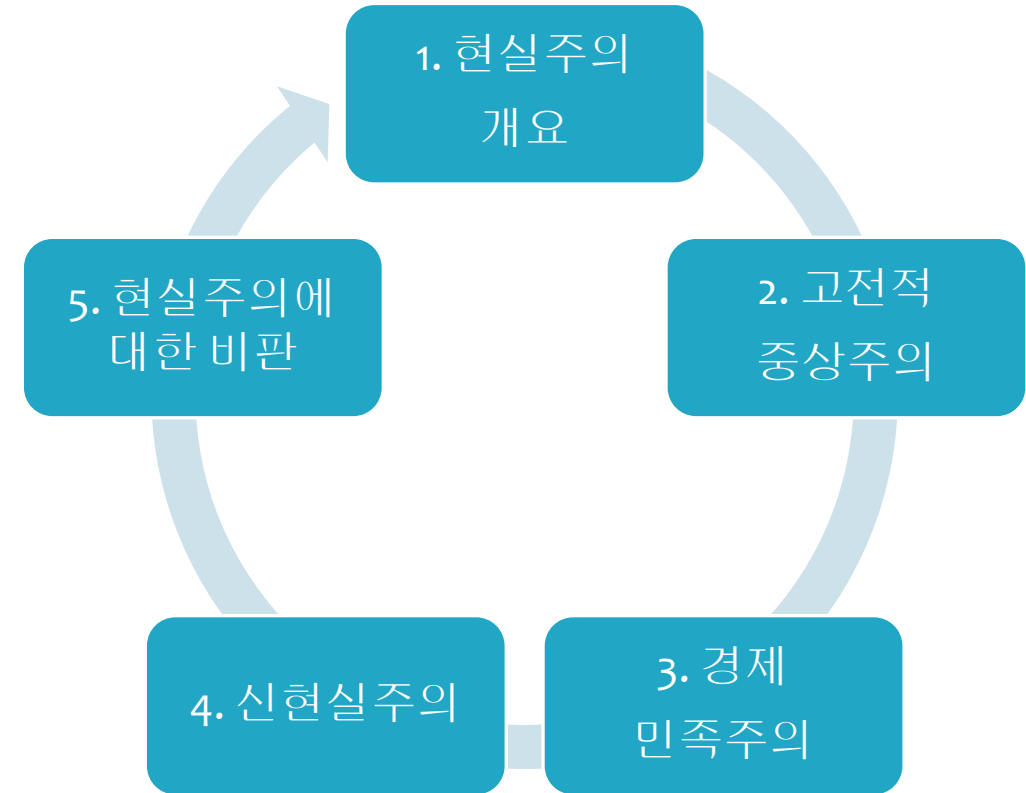 1. 현실주의
개요
2. 고전적
중상주의
3. 경제
민족주의
4. 신현실주의
5. 현실주의에
대한 비판